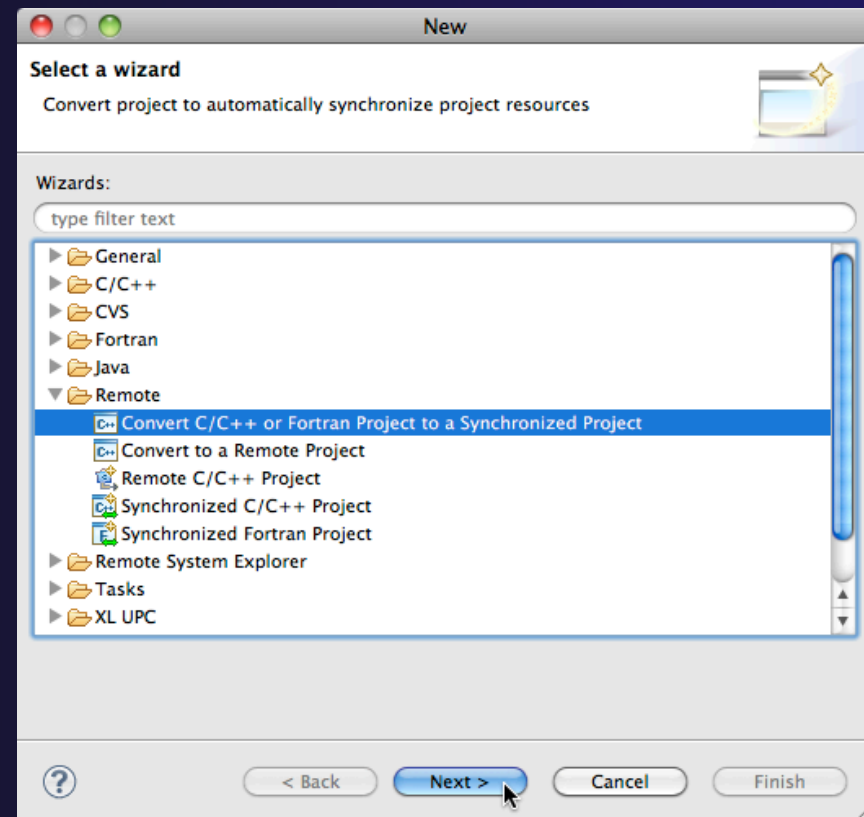 New
Select a wizard
Convert project to automatically synchronize project resources
Wizards:
type filter text
General
C/C++
CVS
Fortran
Java
Remote
C++ Convert C/C++ or Fortran Project to a Synchronized Project
C++ Convert to a Remote Project
Remote C/C++ Project
Synchronized C/C++ Project
Synchronized Fortran Project
Remote System Explorer
Tasks
XL UPC
? < Back Next > Cancel Finish